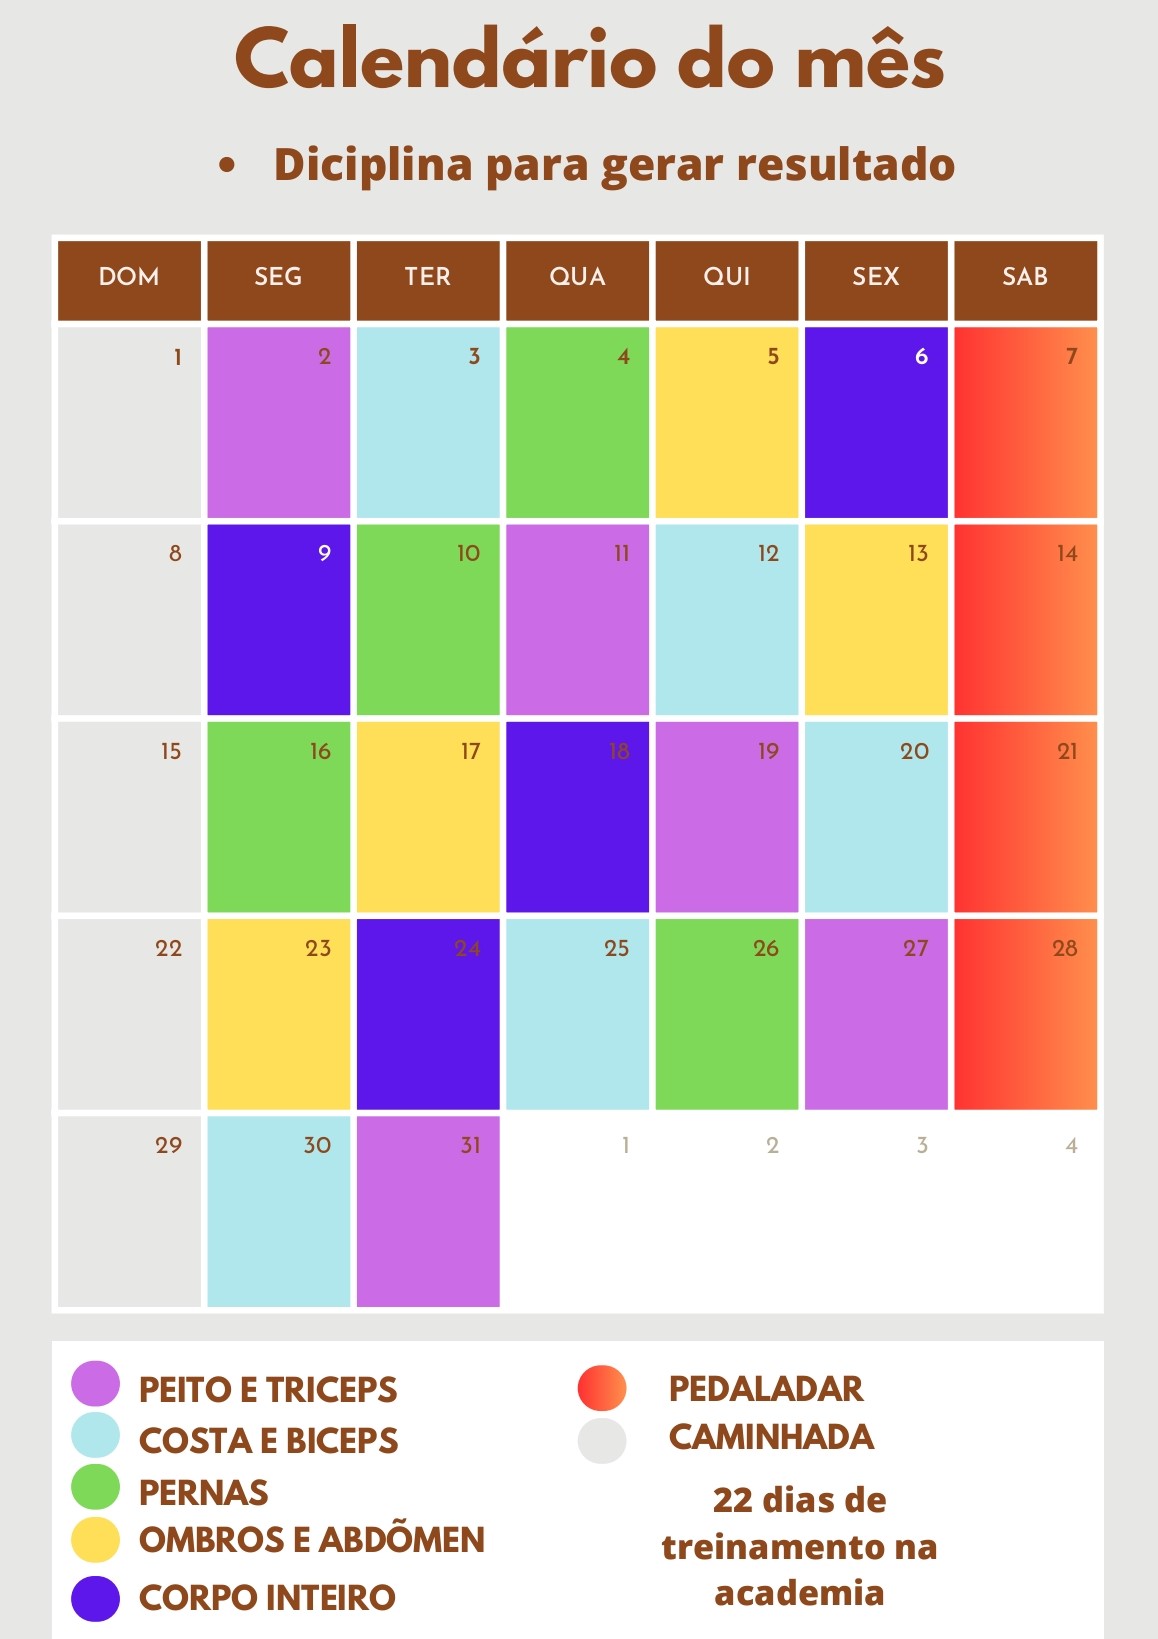 Calendário do mês
• Diciplina para gerar resultado
DOM SEG TER QUA QUI SEX SAB
1 2 3 4 5 6 7
8 9 10 11 12 13 14
15 16 17 18 19 20 21
22 23 24 25 26 27 28
29 30 31 1 2 3 4
PEITO E TRICEPS
COSTA E BICEPS
PERNAS
OMBROS E ABDÕMEN
CORPO INTEIRO
PEDALADAR
CAMINHADA
22 dias de
treinamento na
academia